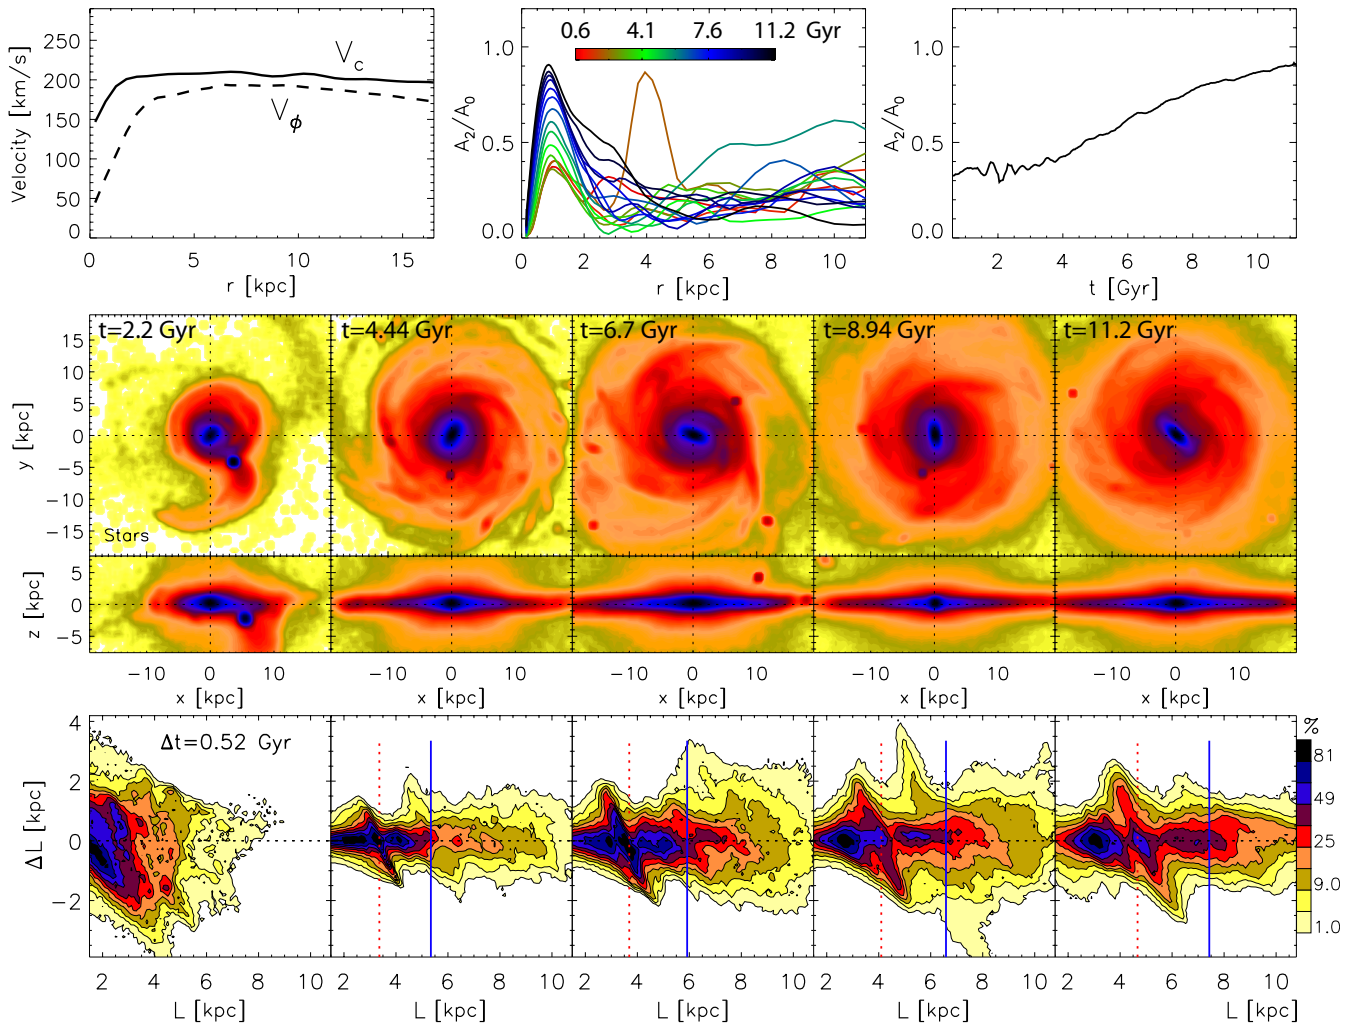 250
200
150
100
50
0
Velocity [km/s]
V_c
V_ϕ
0 5 10 15
r [kpc]
0.6 4.1 7.6 11.2 Gyr
1.0
0.5
0.0
A₂/A₀
0 2 4 6 8 10
r [kpc]
1.0
0.5
0.0
A₂/A₀
2 4 6 8 10
t [Gyr]
t=2.2 Gyr t=4.44 Gyr t=6.7 Gyr t=8.94 Gyr t=11.2 Gyr
15
10
5
0
−5
−10
−15
y [kpc]
Stars
5
0
−5
z [kpc]
−10 0 10 −10 0 10 −10 0 10 −10 0 10 −10 0 10
x [kpc] x [kpc] x [kpc] x [kpc] x [kpc]
Δt=0.52 Gyr
4
2
0
−2
ΔL [kpc]
%
81
49
25
9.0
1.0
2 4 6 8 10 2 4 6 8 10 2 4 6 8 10 2 4 6 8 10 2 4 6 8 10
L [kpc] L [kpc] L [kpc] L [kpc] L [kpc]